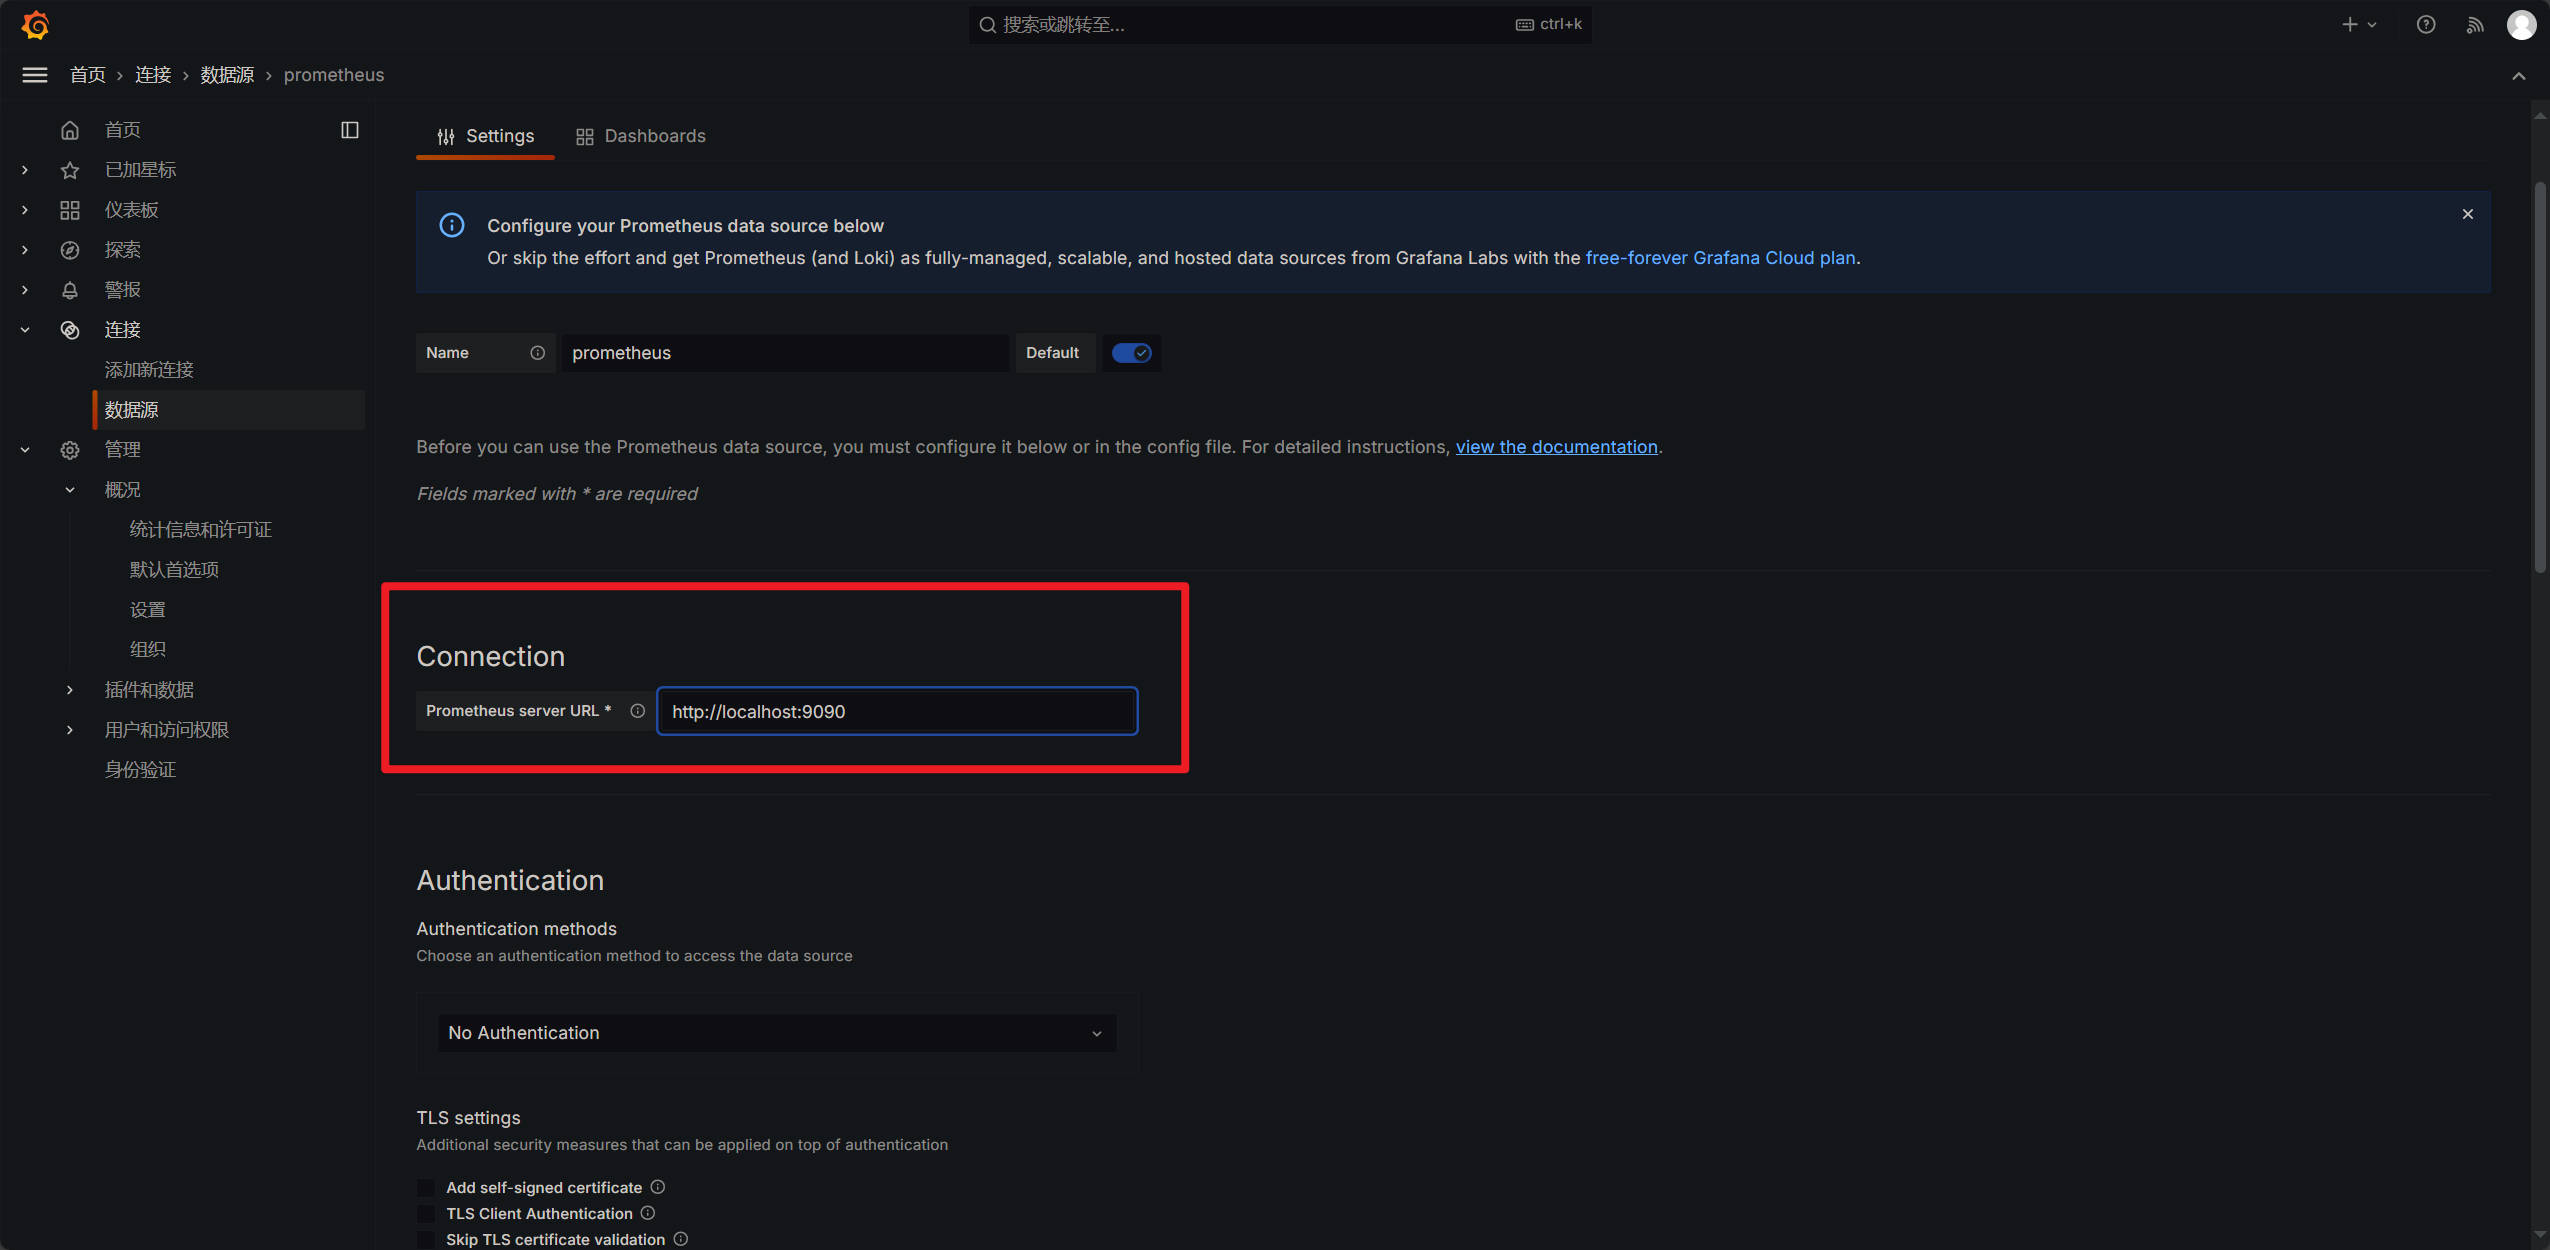 搜索或跳转至...
ctrl+k
首页 › 连接 › 数据源 › prometheus
首页
已加星标
仪表板
探索
警报
连接
添加新连接
数据源
管理
概况
统计信息和许可证
默认首选项
设置
组织
插件和数据
用户和访问权限
身份验证
Settings
Dashboards
Configure your Prometheus data source below
Or skip the effort and get Prometheus (and Loki) as fully-managed, scalable, and hosted data sources from Grafana Labs with the free-forever Grafana Cloud plan.
Name
prometheus
Default
Before you can use the Prometheus data source, you must configure it below or in the config file. For detailed instructions, view the documentation.
Fields marked with * are required
Connection
Prometheus server URL *
http://localhost:9090
Authentication
Authentication methods
Choose an authentication method to access the data source
No Authentication
TLS settings
Additional security measures that can be applied on top of authentication
Add self-signed certificate
TLS Client Authentication
Skip TLS certificate validation